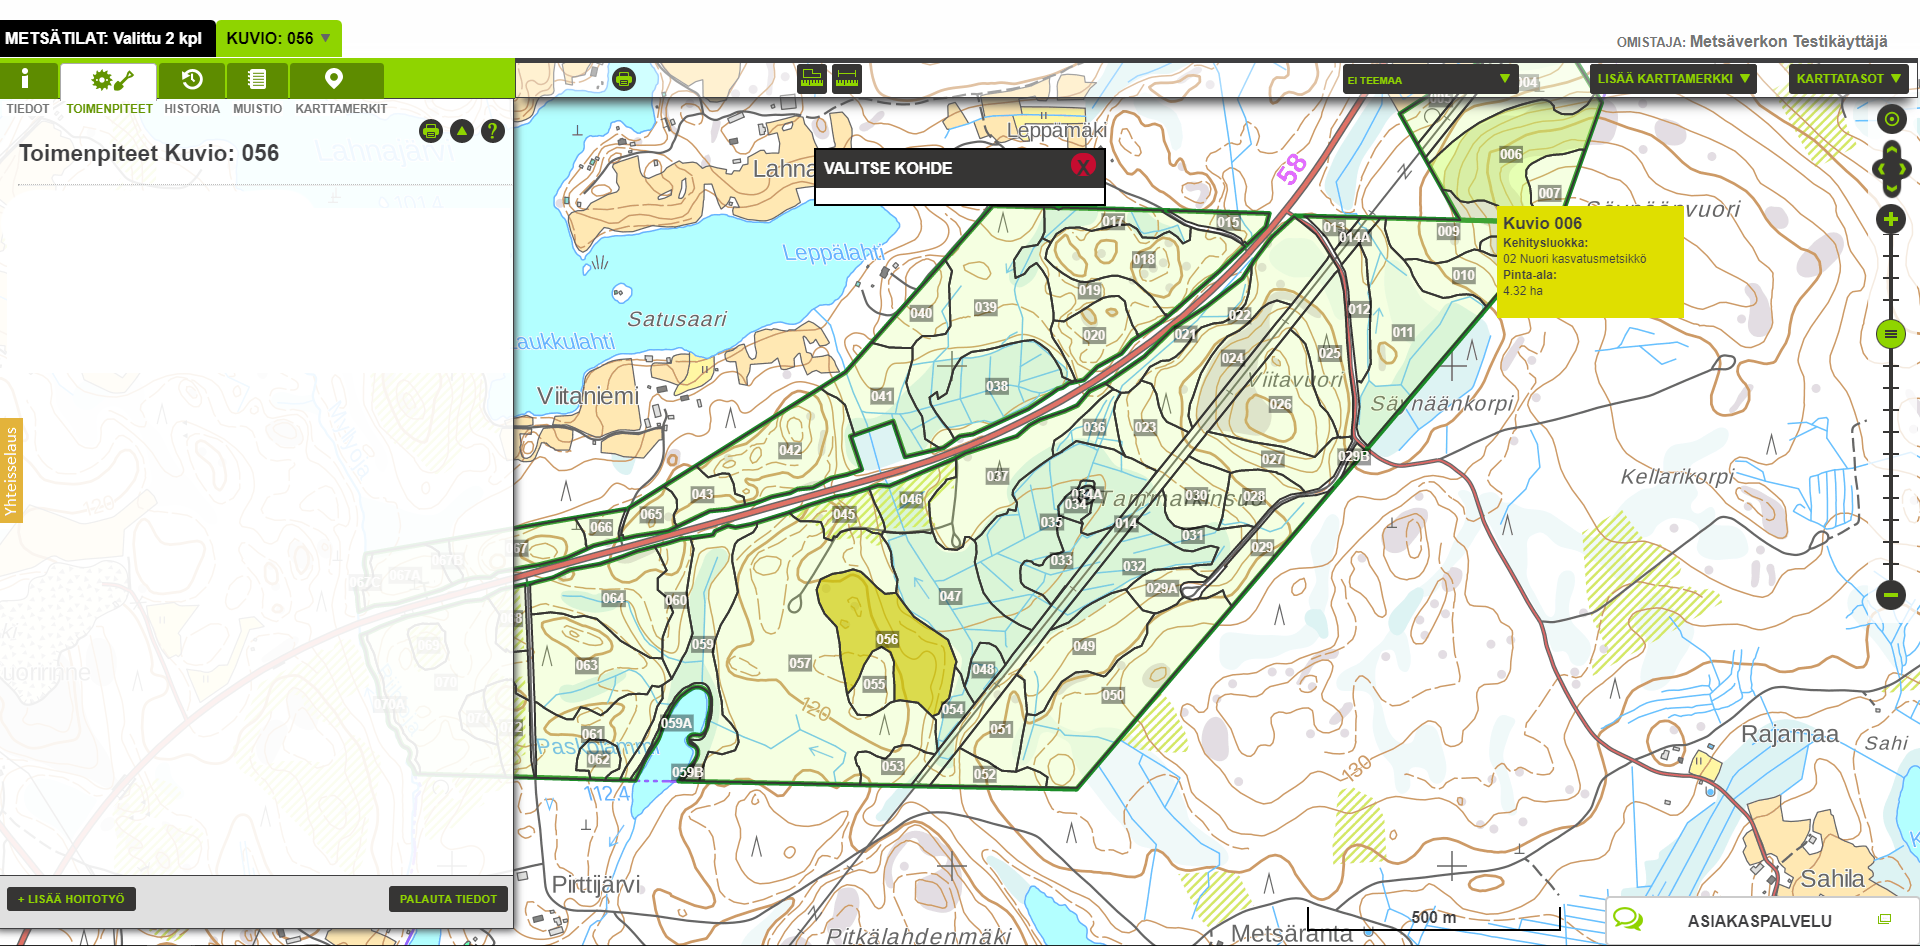 METSÄTILAT: Valittu 2 kpl
KUVIO: 056
OMISTAJA: Metsäverkon Testikäyttäjä
TIEDOT
TOIMENPITEET
HISTORIA
MUISTIO
KARTTAMERKIT
EI TEEMAA
LISÄÄ KARTTAMERKKI
KARTTATASOT
Toimenpiteet Kuvio: 056
Lahnajärvi
VALITSE KOHDE
X
Leppämäki
58
004
003
006
007
Säynäänvuori
Kuvio 006
Kehitysluokka:
02 Nuori kasvatusmetsikkö
Pinta-ala:
4.32 ha
Leppälahti
017
015
013
014A
009
018
010
019
Satusaari
040
039
022
012
020
021
011
024
025
Viitaniemi
038
Viitavuori
041
026
Säynäänkorpi
036
023
042
027
029B
Kellarikorpi
037
043
046
034A
034
Tammakinsuo
030
028
045
065
035
014
066
031
029
033
032
029A
064
060
047
056
059
049
063
057
048
055
050
054
120
059A
061
051
062
053
059B
052
112.4
130
Rajamaa
Sahi
Pirttijärvi
Sahila
Metsäranta
Pitkälahdenmäki
500 m
Yhteisselaus
+ LISÄÄ HOITOTYÖ
PALAUTA TIEDOT
ASIAKASPALVELU